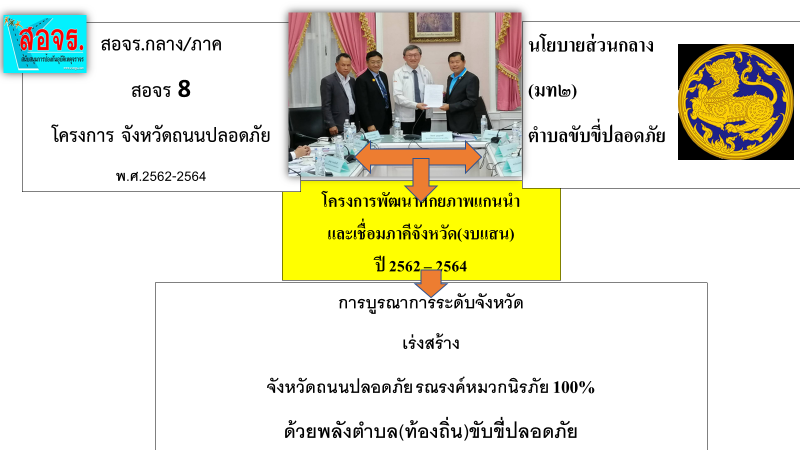 สอจร.
สอจร.กลาง/ภาค
สอจร 8
โครงการ จังหวัดถนนปลอดภัย
พ.ศ.2562-2564
นโยบายส่วนกลาง
(มท๒)
ตำบลขับขี่ปลอดภัย
โครงการพัฒนาศักยภาพแกนนำ
และเชื่อมภาคีจังหวัด(งบแสน)
ปี 2562 – 2564
การบูรณาการระดับจังหวัด
เร่งสร้าง
จังหวัดถนนปลอดภัย รณรงค์หมวกนิรภัย 100%
ด้วยพลังตำบล(ท้องถิ่น)ขับขี่ปลอดภัย